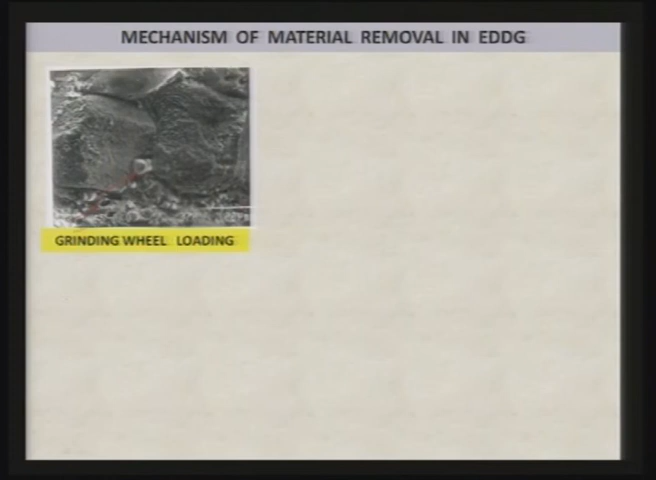 MECHANISM OF MATERIAL REMOVAL IN EDDG
GRINDING WHEEL LOADING